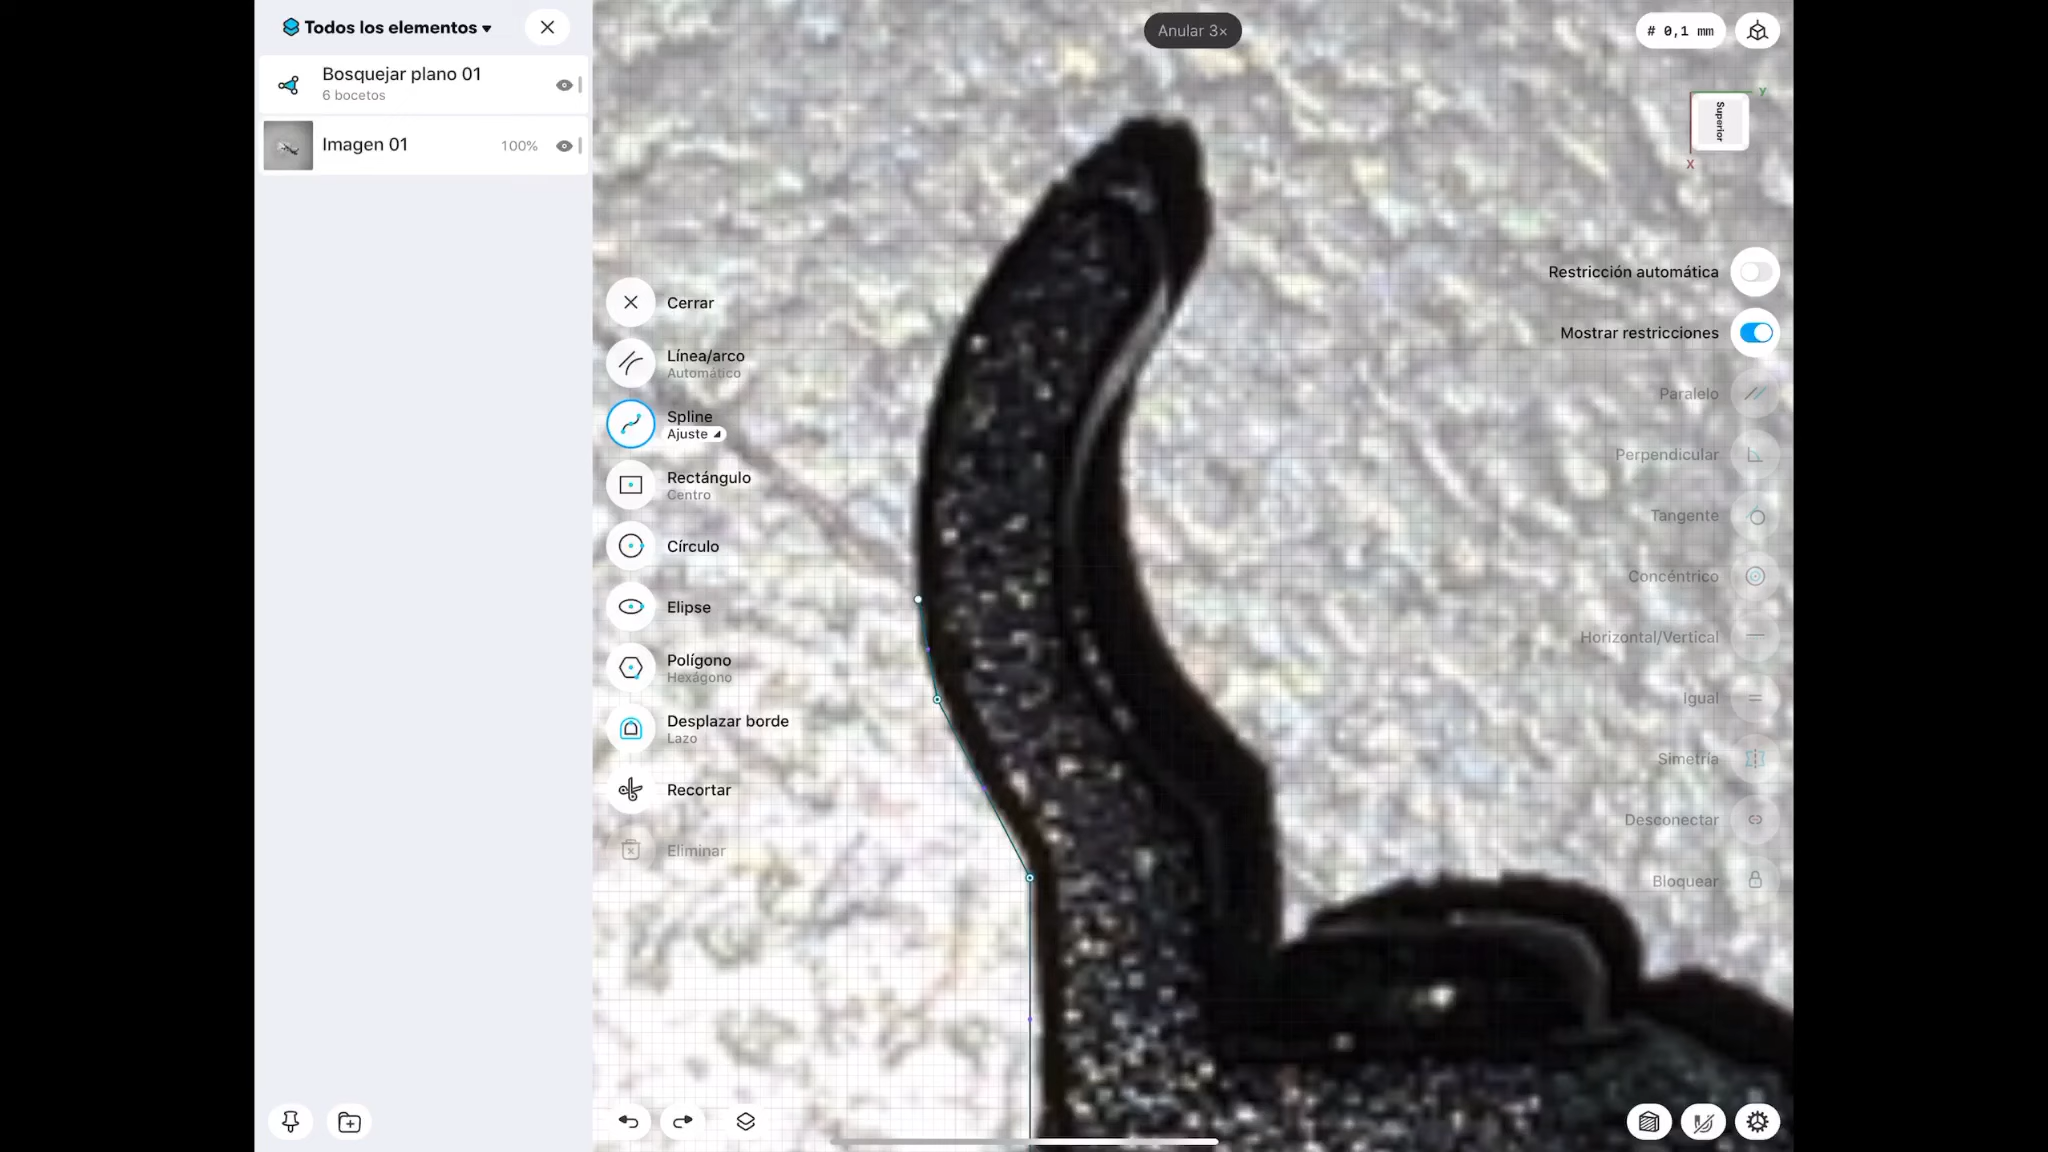 Todos los elementos
Bosquejar plano 01
6 bocetos
Imagen 01
100%
Anular 3×
# 0,1 mm
y
Superior
X
Cerrar
Línea/arco
Automático
Spline
Ajuste
Rectángulo
Centro
Círculo
Elipse
Polígono
Hexágono
Desplazar borde
Lazo
Recortar
Eliminar
Restricción automática
Mostrar restricciones
Paralelo
Perpendicular
Tangente
Concéntrico
Horizontal/Vertical
Igual
Simetría
Desconectar
Bloquear